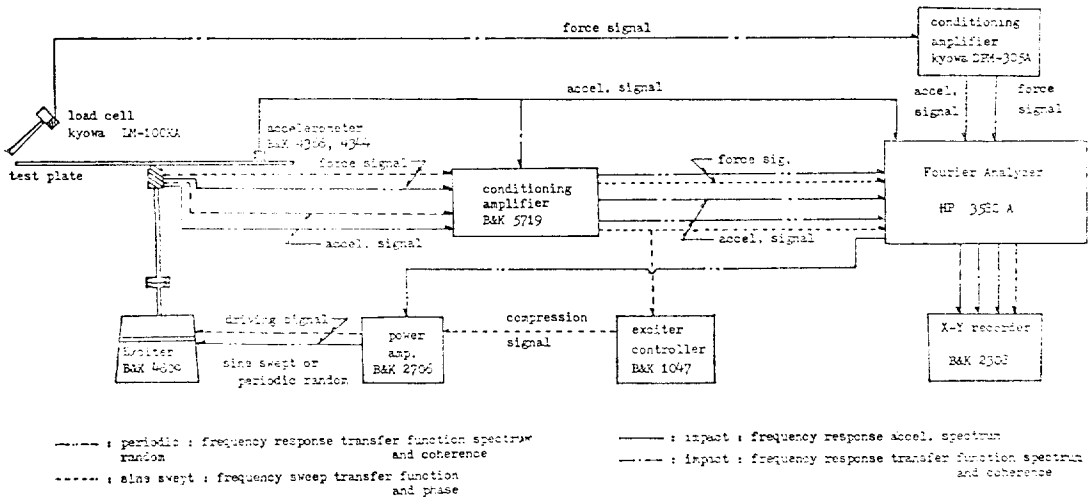 conditioning
amplifier
kyowa DPM-305A
force signal
accel. signal
accel. signal
force signal
load cell
kyowa LM-100KA
accelerometer
B&K 4366, 4344
test plate
force signal
accel. signal
conditioning
amplifier
B&K 5719
force sig.
accel. signal
Fourier Analyzer
HP A
driving signal
sine swept or
periodic random
Exciter
B&K
power
amp.
B&K 2706
compression
signal
exciter
controller
B&K 1047
X-Y recorder
B&K 2308
: periodic : frequency response transfer function spectrum
random and coherence
: sine swept : frequency sweep transfer function
and phase
: impact : frequency response accel. spectrum
: impact : frequency response transfer function spectrum
and coherence